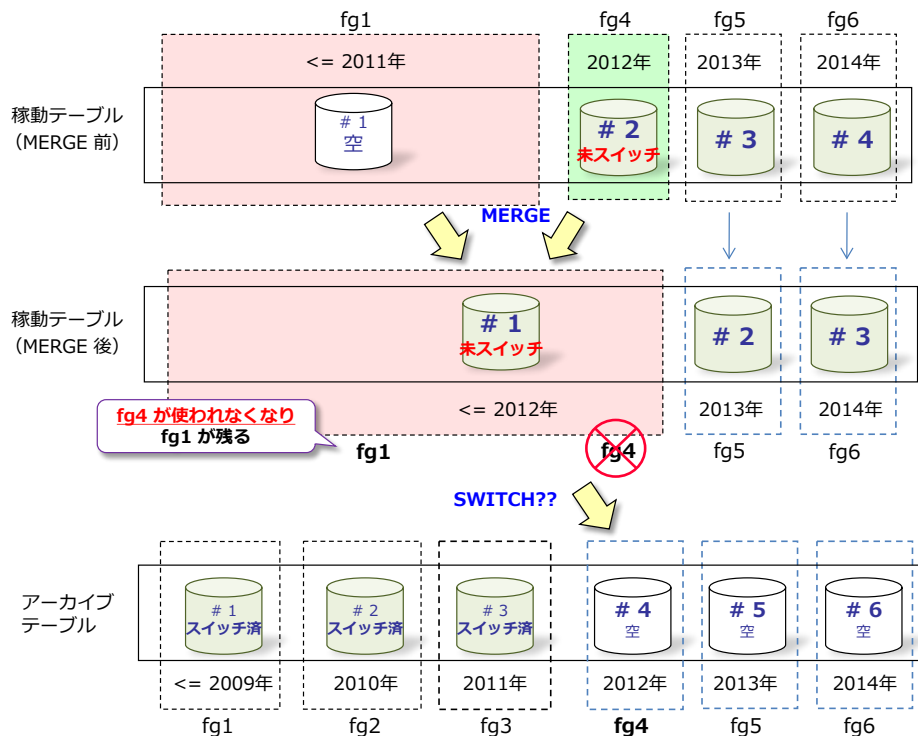 fg1
fg4
fg5
fg6
<= 2011年
2012年
2013年
2014年
稼動テーブル
（MERGE 前）
# 1
空
# 2
未スイッチ
# 3
# 4
MERGE
稼動テーブル
（MERGE 後）
# 1
未スイッチ
# 2
# 3
<= 2012年
2013年
2014年
fg4 が使われなくなり
fg1 が残る
fg1
fg4
fg5
fg6
SWITCH??
アーカイブ
テーブル
# 1
スイッチ済
# 2
スイッチ済
# 3
スイッチ済
# 4
空
# 5
空
# 6
空
<= 2009年
2010年
2011年
2012年
2013年
2014年
fg1
fg2
fg3
fg4
fg5
fg6